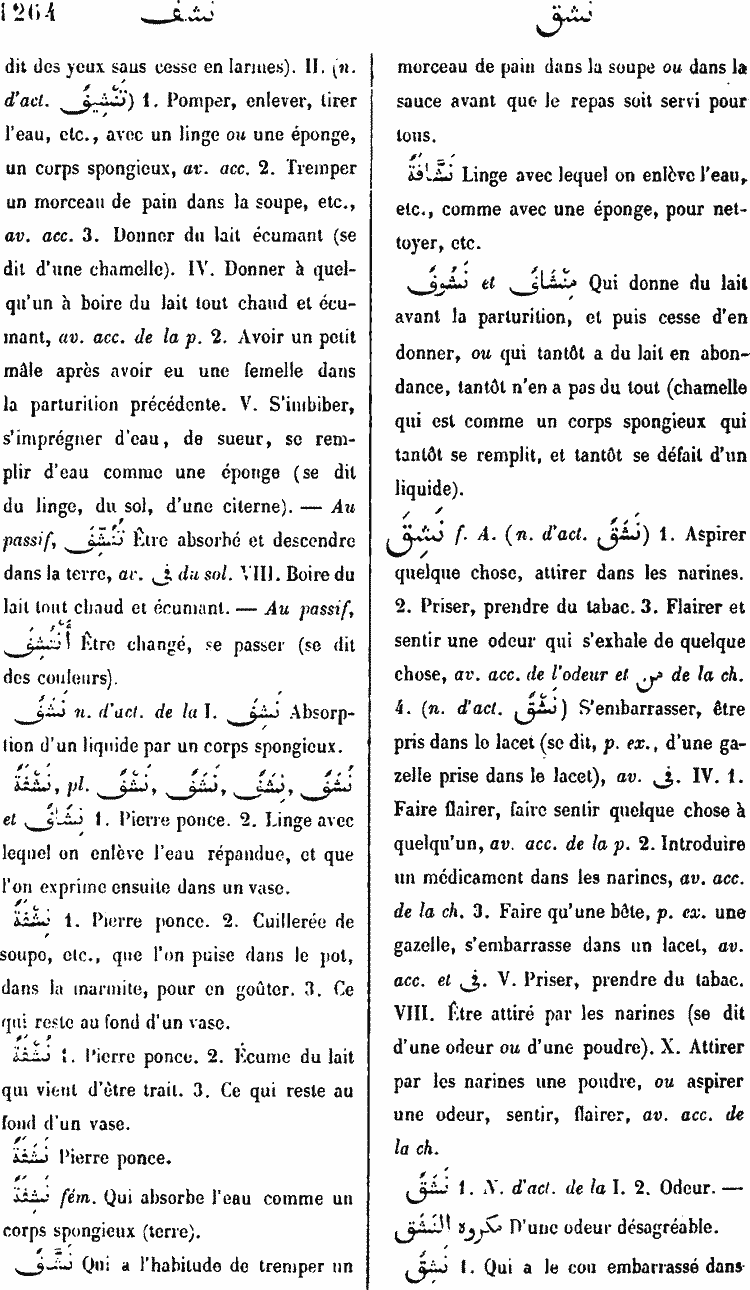 1264 نشف نشق
dit des yeux sans cesse en larmes). II. (n.
d'act. تَنْشِيفٌ) 1. Pomper, enlever, tirer
l'eau, etc., avec un linge ou une éponge,
un corps spongieux, av. acc. 2. Tremper
un morceau de pain dans la soupe, etc.,
av. acc. 3. Donner du lait écumant (se
dit d'une chamelle). IV. Donner à quel-
qu'un à boire du lait tout chaud et écu-
mant, av. acc. de la p. 2. Avoir un petit
mâle après avoir eu une femelle dans
la parturition précédente. V. S'imbiber,
s'imprégner d'eau, de sueur, se rem-
plir d'eau comme une éponge (se dit
du linge, du sol, d'une citerne). — Au
passif, تُنُشِّفَ Être absorbé et descendre
dans la terre, av. فى du sol. VIII. Boire du
lait tout chaud et écumant. — Au passif,
أُنْتُشِفَ Être changé, se passer (se dit
des couleurs).
نَشْفٌ n. d'act. de la I. نَشِفَ Absorp-
tion d'un liquide par un corps spongieux.
نَشْفَةٌ, pl. نَشْفٌ, نَشَفٌ, نِشَفٌ, نُشَفٌ
et نِشَافٌ 1. Pierre ponce. 2. Linge avec
lequel on enlève l'eau répandue, et que
l'on exprime ensuite dans un vase.
نِشْفَةٌ 1. Pierre ponce. 2. Cuillerée de
soupe, etc., que l'on puise dans le pot,
dans la marmite, pour en goûter. 3. Ce
qui reste au fond d'un vase.
نُشْفَةٌ 1. Pierre ponce. 2. Écume du lait
qui vient d'être trait. 3. Ce qui reste au
fond d'un vase.
نَشَفَةٌ Pierre ponce.
نَشِفَةٌ fém. Qui absorbe l'eau comme un
corps spongieux (terre).
نَشَّافٌ Qui a l'habitude de tremper un
morceau de pain dans la soupe ou dans la
sauce avant que le repas soit servi pour
tous.
نَشَّافَةٌ Linge avec lequel on enlève l'eau,
etc., comme avec une éponge, pour net-
toyer, etc.
نَشُوفٌ et مِنْشَافٌ Qui donne du lait
avant la parturition, et puis cesse d'en
donner, ou qui tantôt a du lait en abon-
dance, tantôt n'en a pas du tout (chamelle
qui est comme un corps spongieux qui
tantôt se remplit, et tantôt se défait d'un
liquide).
نَشِقَ f. A. (n. d'act. نَشَقٌ) 1. Aspirer
quelque chose, attirer dans les narines.
2. Priser, prendre du tabac. 3. Flairer et
sentir une odeur qui s'exhale de quelque
chose, av. acc. de l'odeur et من de la ch.
4. (n. d'act. نَشَقٌ) S'embarrasser, être
pris dans le lacet (se dit, p. ex., d'une ga-
zelle prise dans le lacet), av. فى. IV. 1.
Faire flairer, faire sentir quelque chose à
quelqu'un, av. acc. de la p. 2. Introduire
un médicament dans les narines, av. acc.
de la ch. 3. Faire qu'une bête, p. ex. une
gazelle, s'embarrasse dans un lacet, av.
acc. et فى. V. Priser, prendre du tabac.
VIII. Être attiré par les narines (se dit
d'une odeur ou d'une poudre). X. Attirer
par les narines une poudre, ou aspirer
une odeur, sentir, flairer, av. acc. de
la ch.
نَشَقٌ 1. N. d'act. de la I. 2. Odeur. —
مكروه النَشَق D'une odeur désagréable.
نَشِقٌ 1. Qui a le cou embarrassé dans